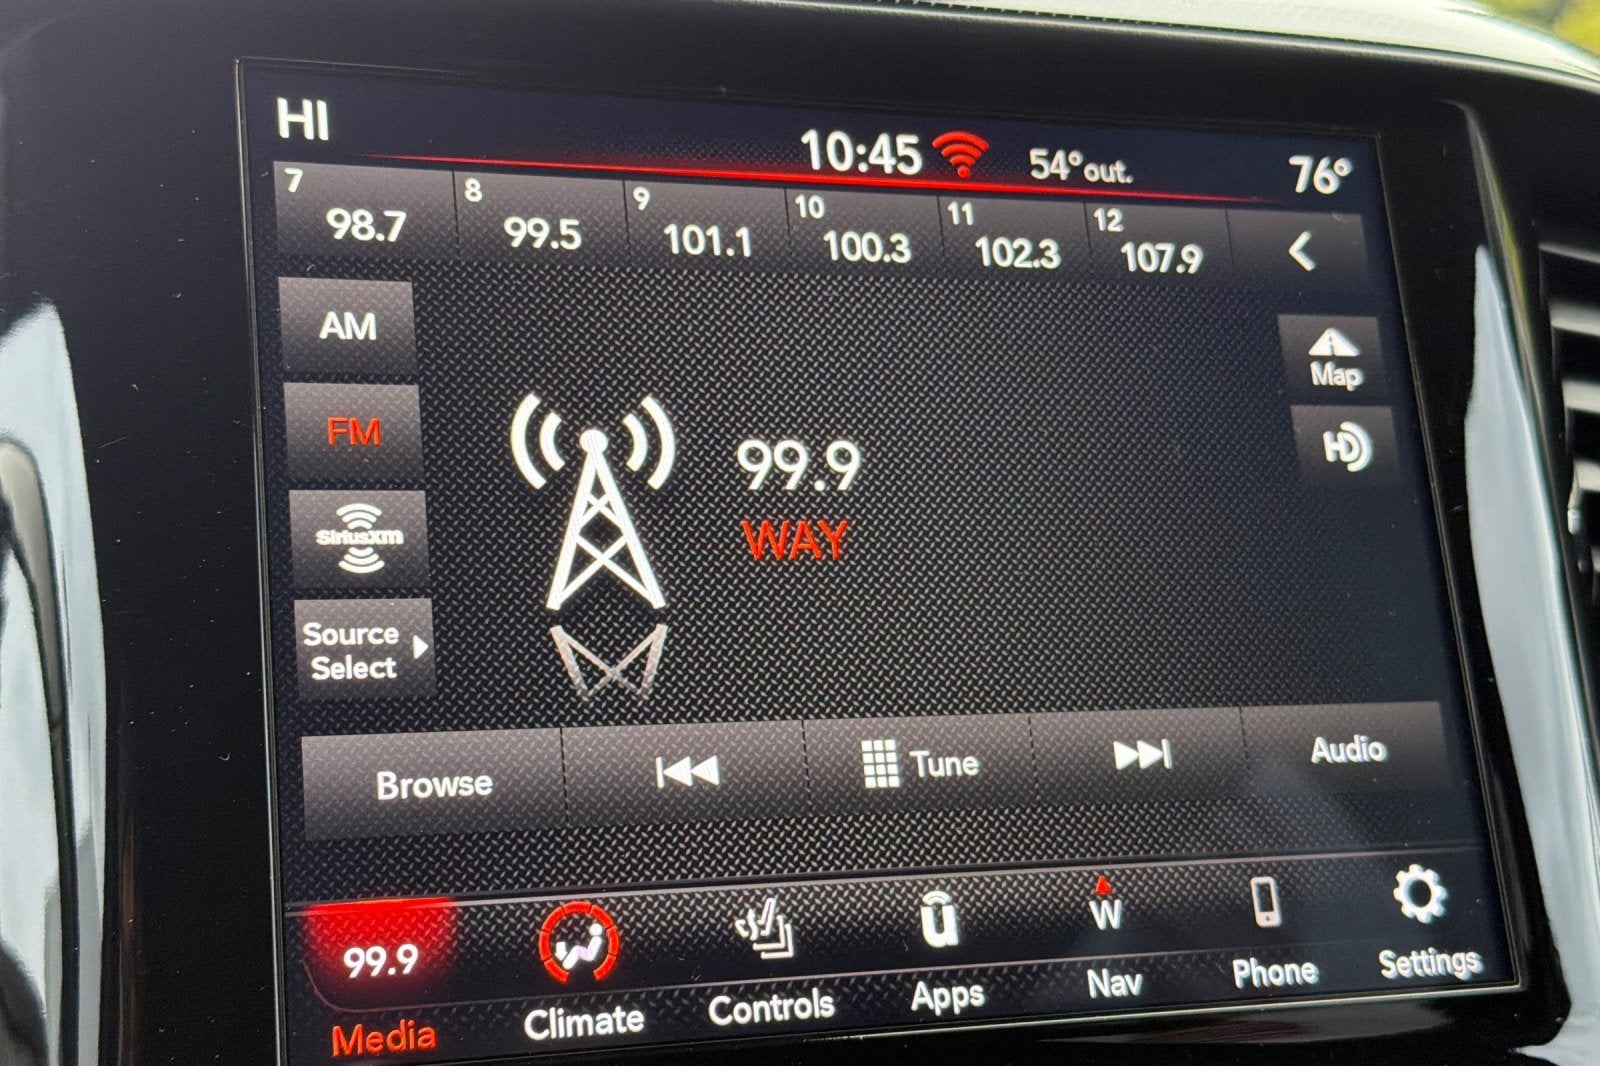 HI 10:45 54° out. 76°
7 98.7 8 99.5 9 101.1 10 100.3 11 102.3 12 107.9
AM
Map
FM
HD
99.9
WAY
SiriusXM
Source
Select
Browse Tune Audio
99.9 u W
Media Climate Controls Apps Nav Phone Settings